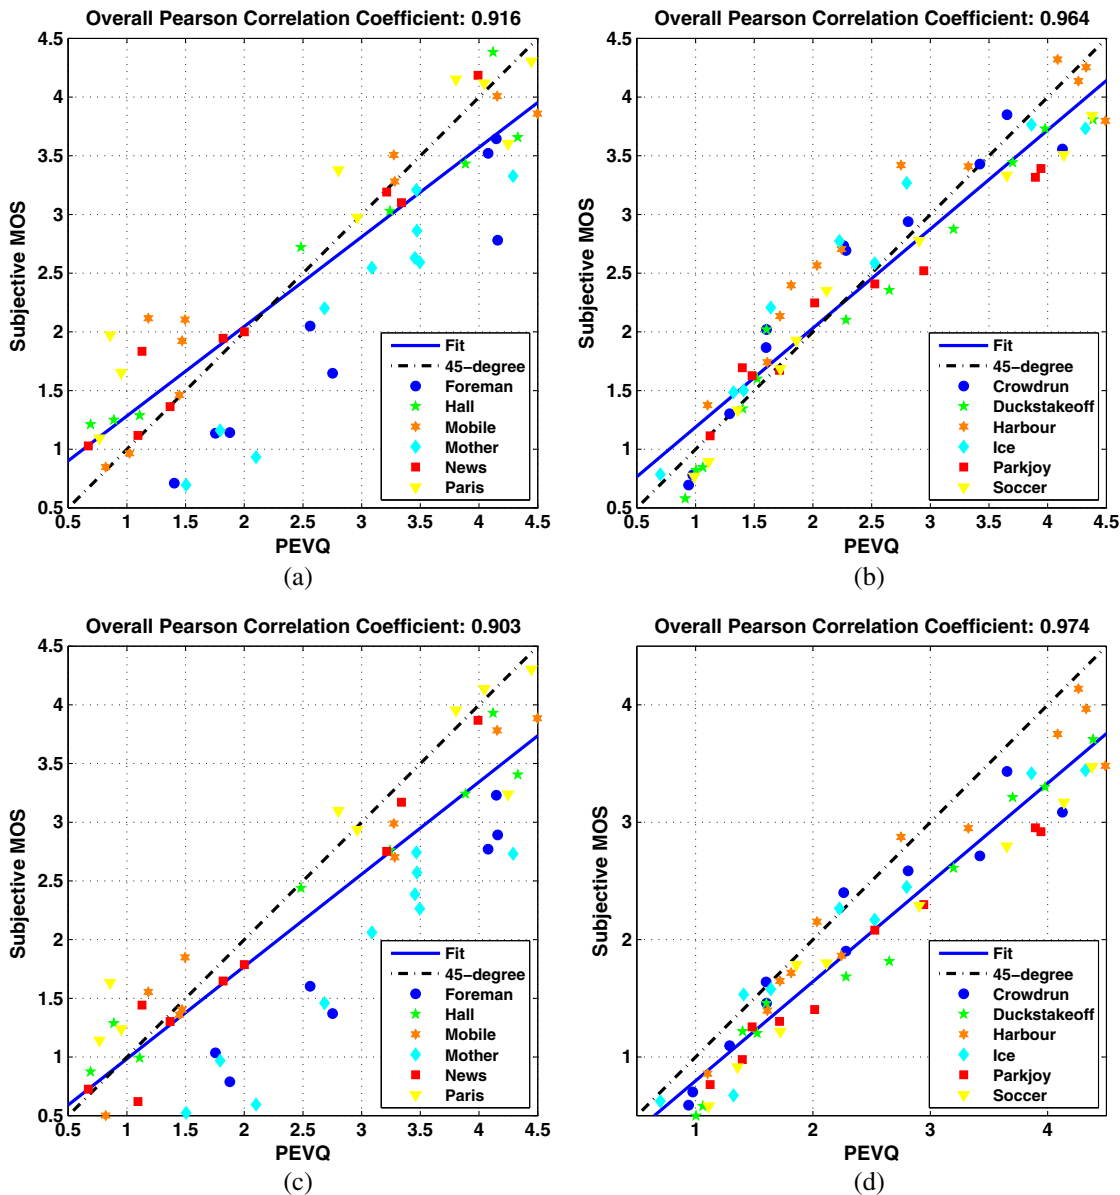 Overall Pearson Correlation Coefficient: 0.916
4.5
4
3.5
3
2.5
2
1.5
1
0.5
Subjective MOS
Fit
45-degree
Foreman
Hall
Mobile
Mother
News
Paris
0.5 1 1.5 2 2.5 3 3.5 4 4.5
PEVQ
(a)
Overall Pearson Correlation Coefficient: 0.964
4.5
4
3.5
3
2.5
2
1.5
1
0.5
Subjective MOS
Fit
45-degree
Crowdrun
Duckstakeoff
Harbour
Ice
Parkjoy
Soccer
0.5 1 1.5 2 2.5 3 3.5 4 4.5
PEVQ
(b)
Overall Pearson Correlation Coefficient: 0.903
4.5
4
3.5
3
2.5
2
1.5
1
0.5
Subjective MOS
Fit
45-degree
Foreman
Hall
Mobile
Mother
News
Paris
0.5 1 1.5 2 2.5 3 3.5 4 4.5
PEVQ
(c)
Overall Pearson Correlation Coefficient: 0.974
4
3
2
1
Subjective MOS
Fit
45-degree
Crowdrun
Duckstakeoff
Harbour
Ice
Parkjoy
Soccer
1 2 3 4
PEVQ
(d)